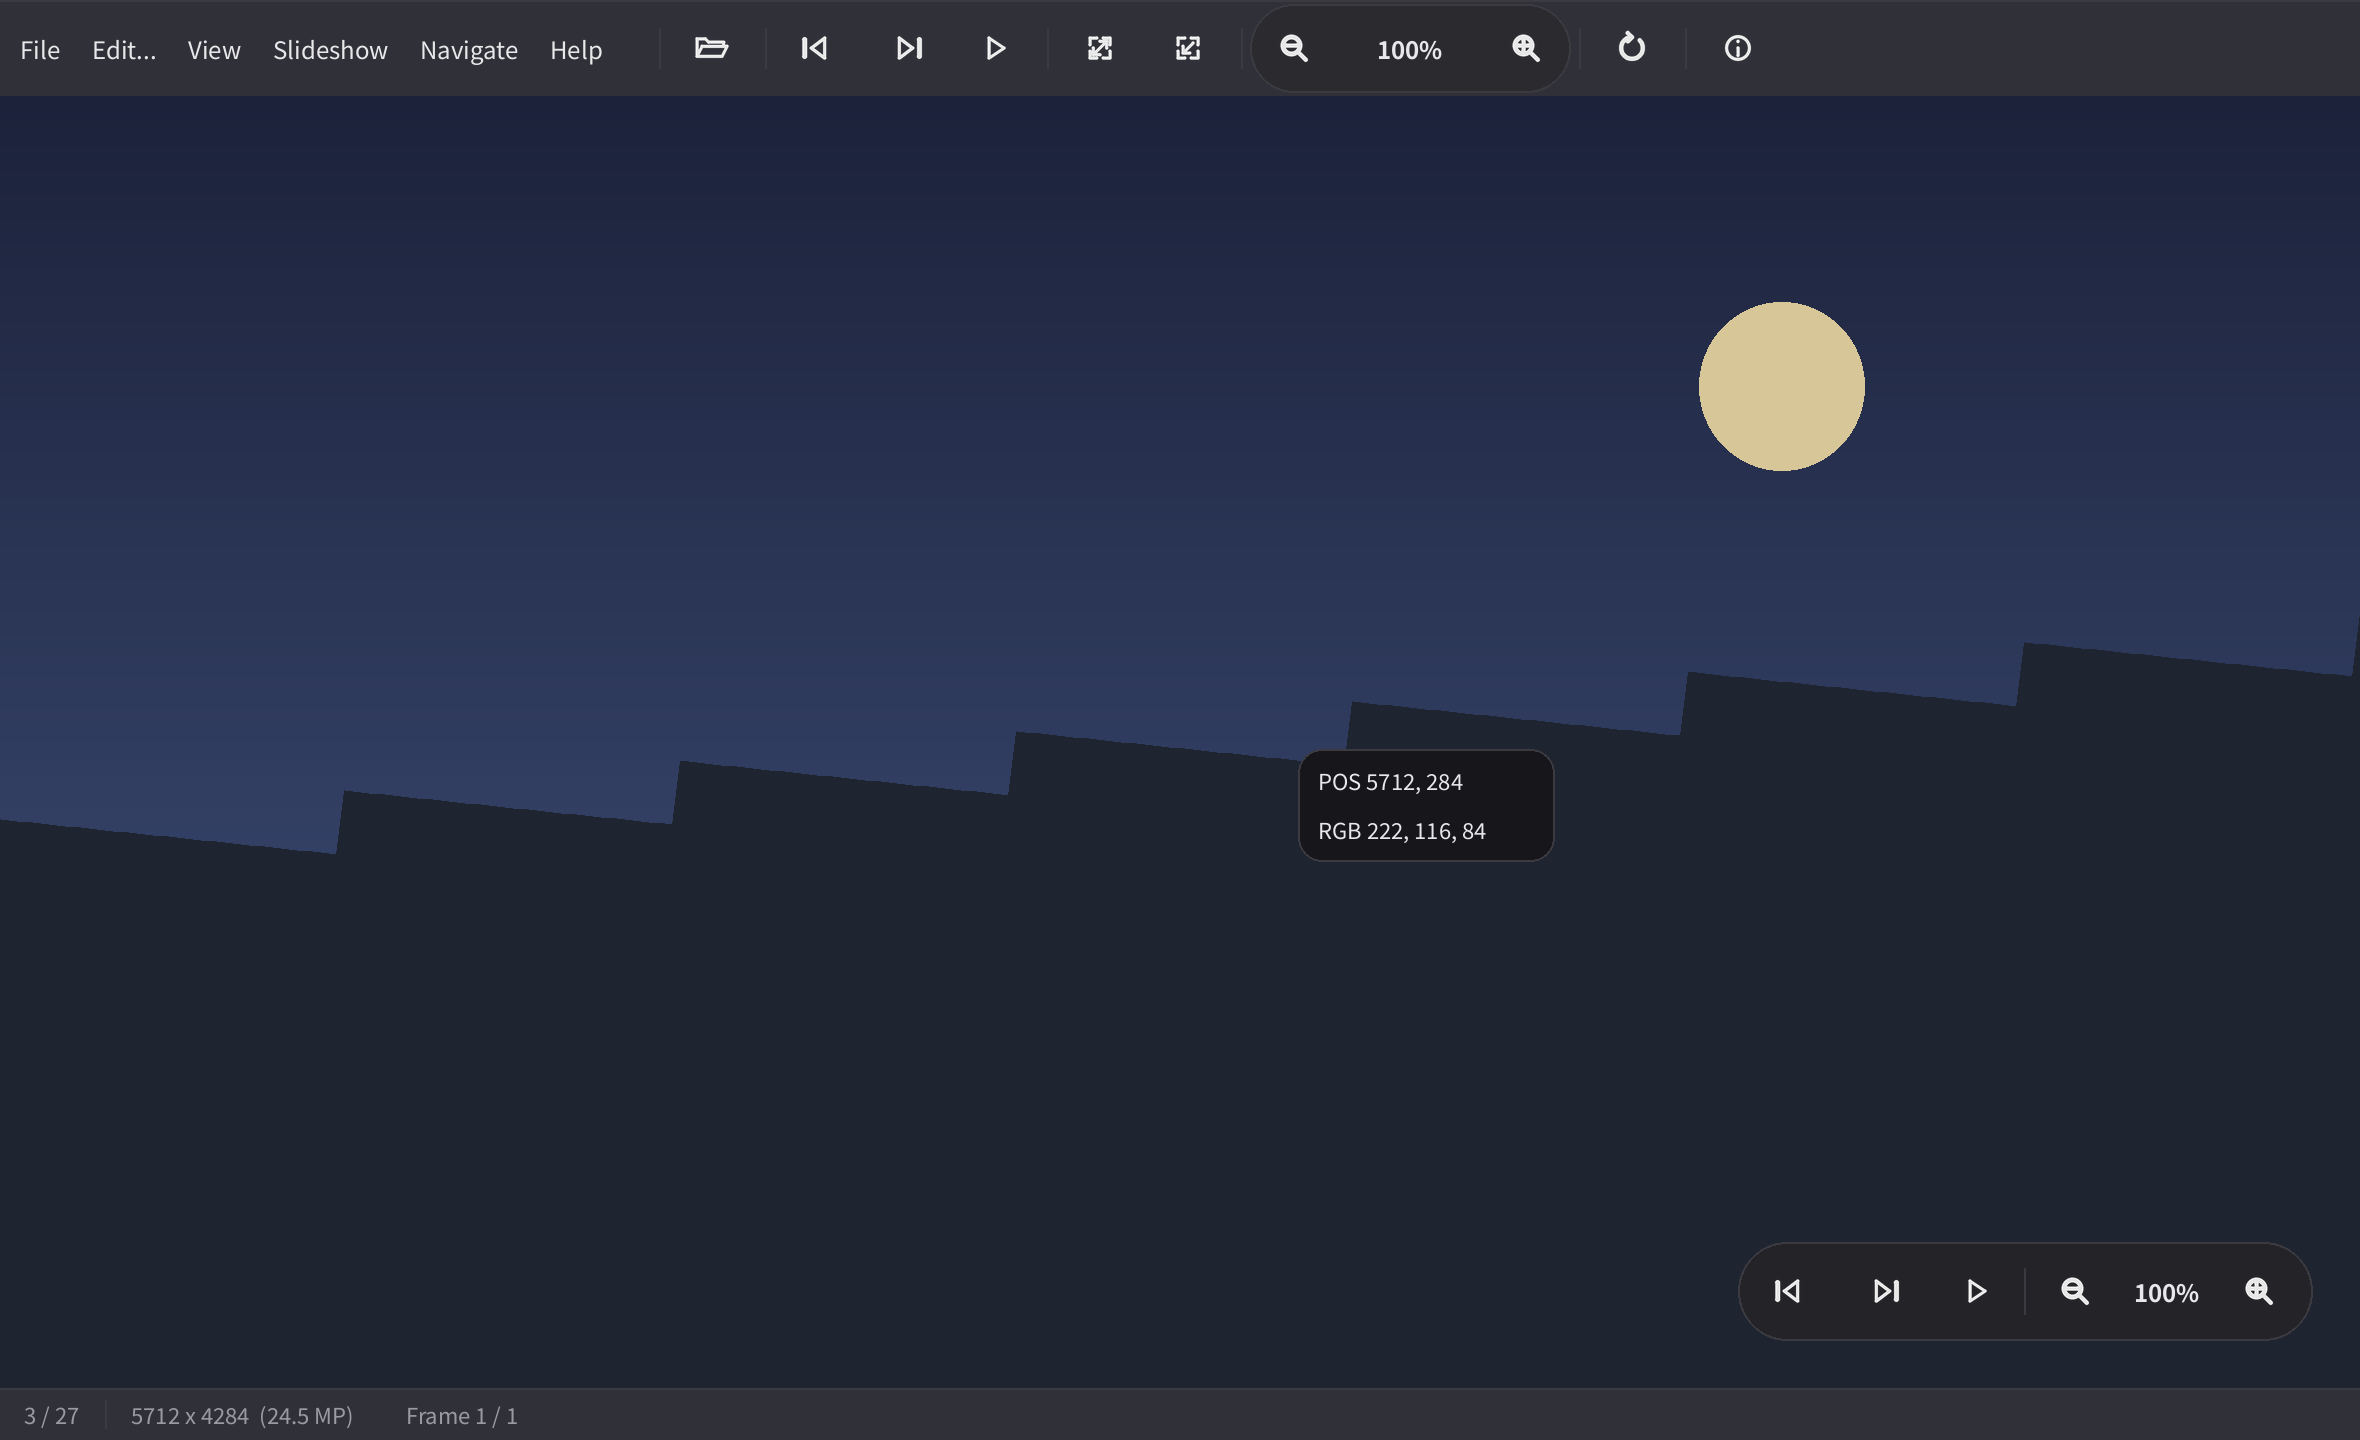 File Edit... View Slideshow Navigate Help 100%
POS 5712, 284
RGB 222, 116, 84
100%
3 / 27 5712 x 4284 (24.5 MP) Frame 1 / 1